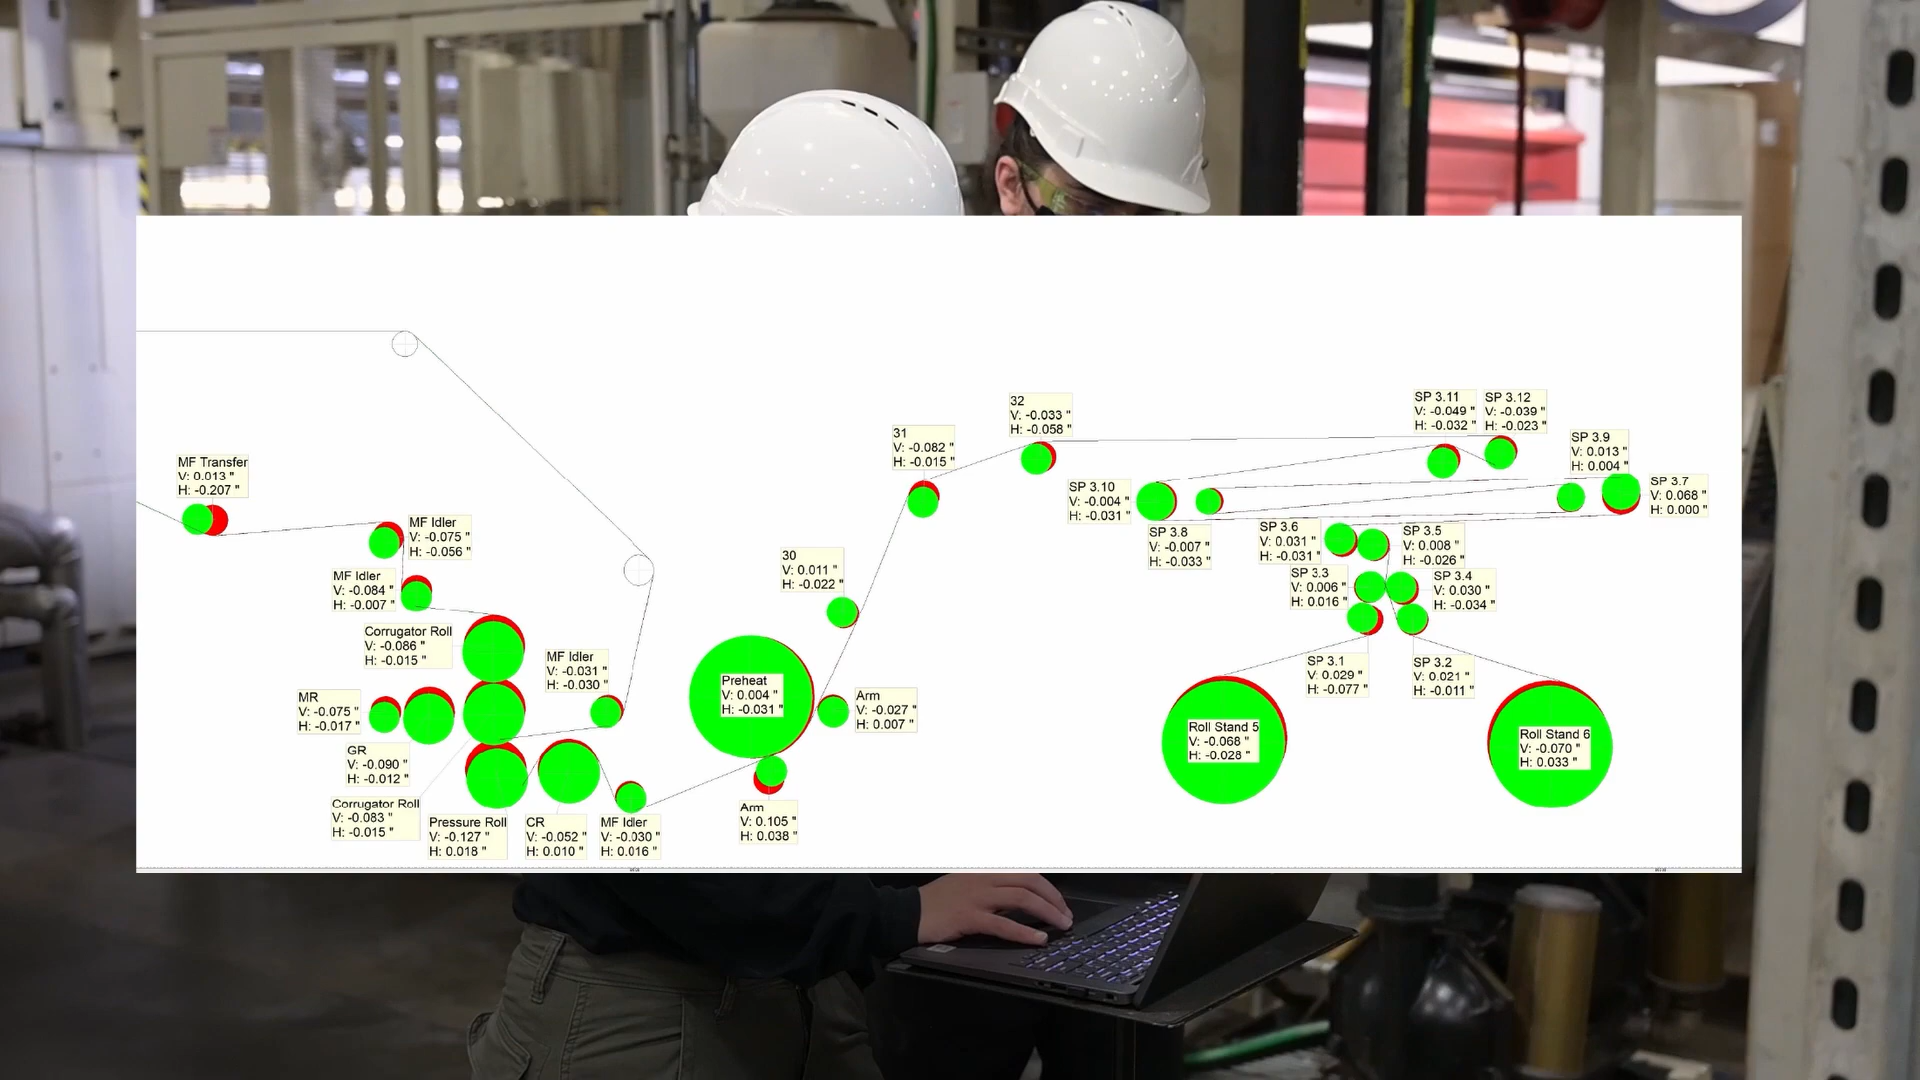 MF Transfer
V: 0.013 "
H: -0.207 "
MF Idler
V: -0.075 "
H: -0.056 "
MF Idler
V: -0.084 "
H: -0.007 "
Corrugator Roll
V: -0.086 "
H: -0.015 "
MR
V: -0.075 "
H: -0.017 "
GR
V: -0.090 "
H: -0.012 "
Corrugator Roll
V: -0.083 "
H: -0.015 "
Pressure Roll
V: -0.127 "
H: 0.018 "
CR
V: -0.052 "
H: 0.010 "
MF Idler
V: -0.030 "
H: 0.016 "
MF Idler
V: -0.031 "
H: -0.030 "
Preheat
V: 0.004 "
H: -0.031 "
Arm
V: 0.105 "
H: 0.038 "
Arm
V: -0.027 "
H: 0.007 "
30
V: 0.011 "
H: -0.022 "
31
V: -0.082 "
H: -0.015 "
32
V: -0.033 "
H: -0.058 "
SP 3.10
V: -0.004 "
H: -0.031 "
SP 3.8
V: -0.007 "
H: -0.033 "
SP 3.11
V: -0.049 "
H: -0.032 "
SP 3.12
V: -0.039 "
H: -0.023 "
SP 3.9
V: 0.013 "
H: 0.004 "
SP 3.7
V: 0.068 "
H: 0.000 "
SP 3.6
V: 0.031 "
H: -0.031 "
SP 3.5
V: 0.008 "
H: -0.026 "
SP 3.3
V: 0.006 "
H: 0.016 "
SP 3.4
V: 0.030 "
H: -0.034 "
SP 3.1
V: 0.029 "
H: -0.077 "
SP 3.2
V: 0.021 "
H: -0.011 "
Roll Stand 5
V: -0.068 "
H: -0.028 "
Roll Stand 6
V: -0.070 "
H: 0.033 "